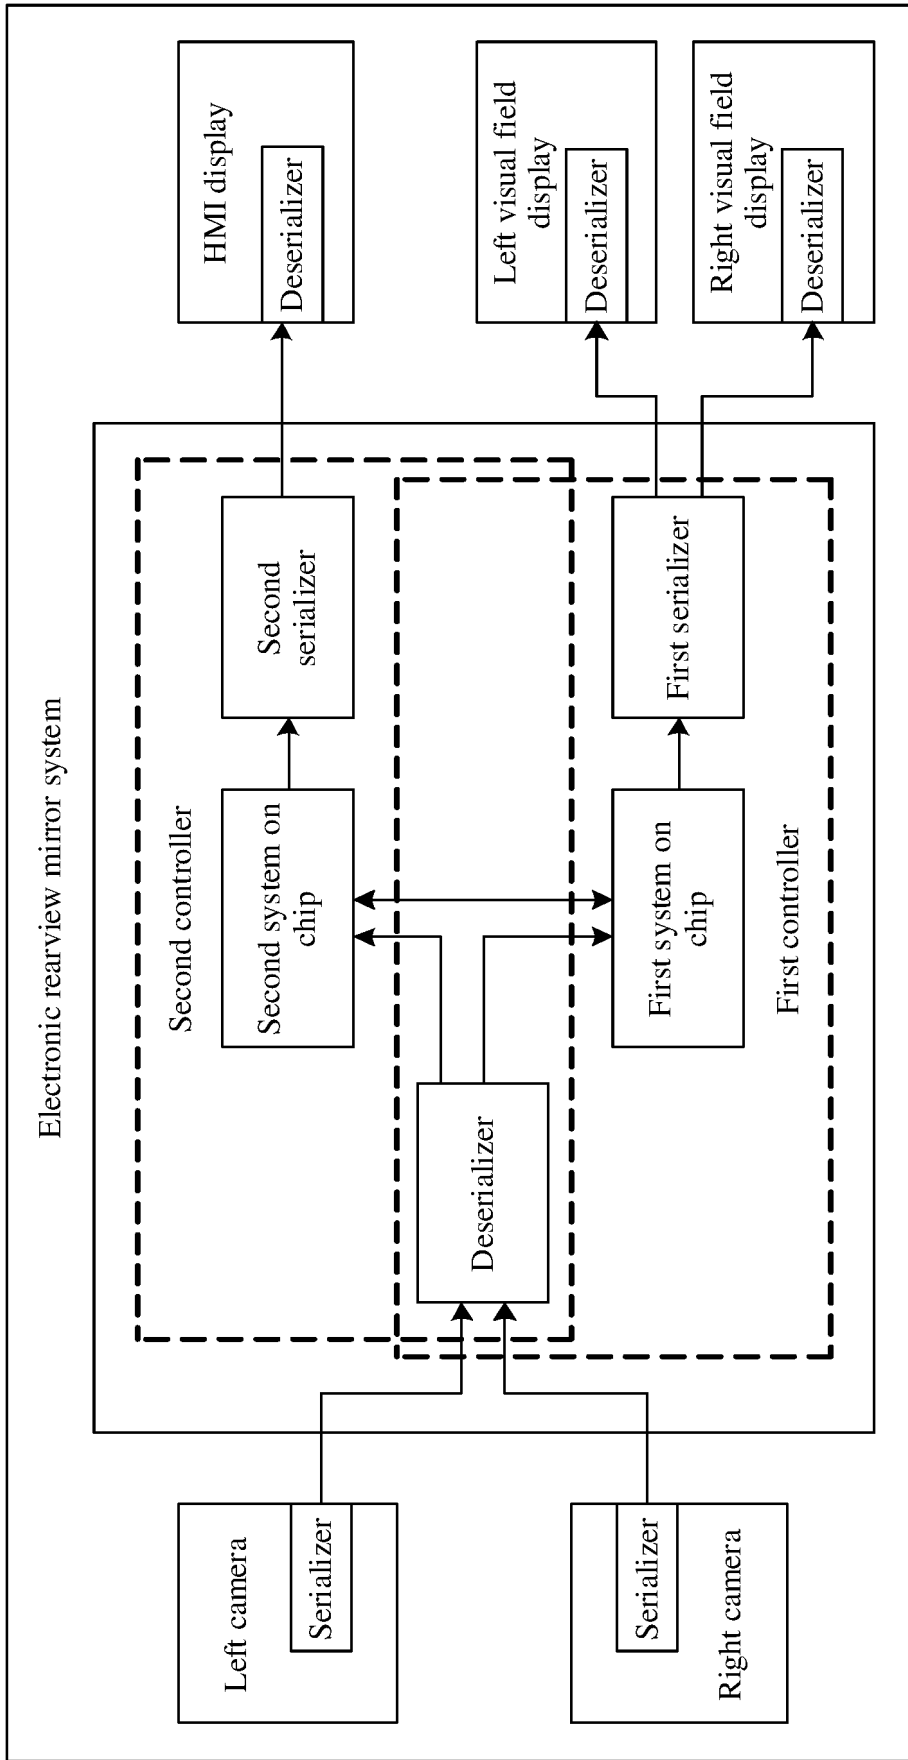 Electronic rearview mirror system
Left camera
Serializer
Serializer
Right camera
Second controller
Second system on
chip
Second
serializer
Deserializer
First system on
chip
First serializer
First controller
HMI display
Deserializer
Left visual field
display
Deserializer
Right visual field
display
Deserializer